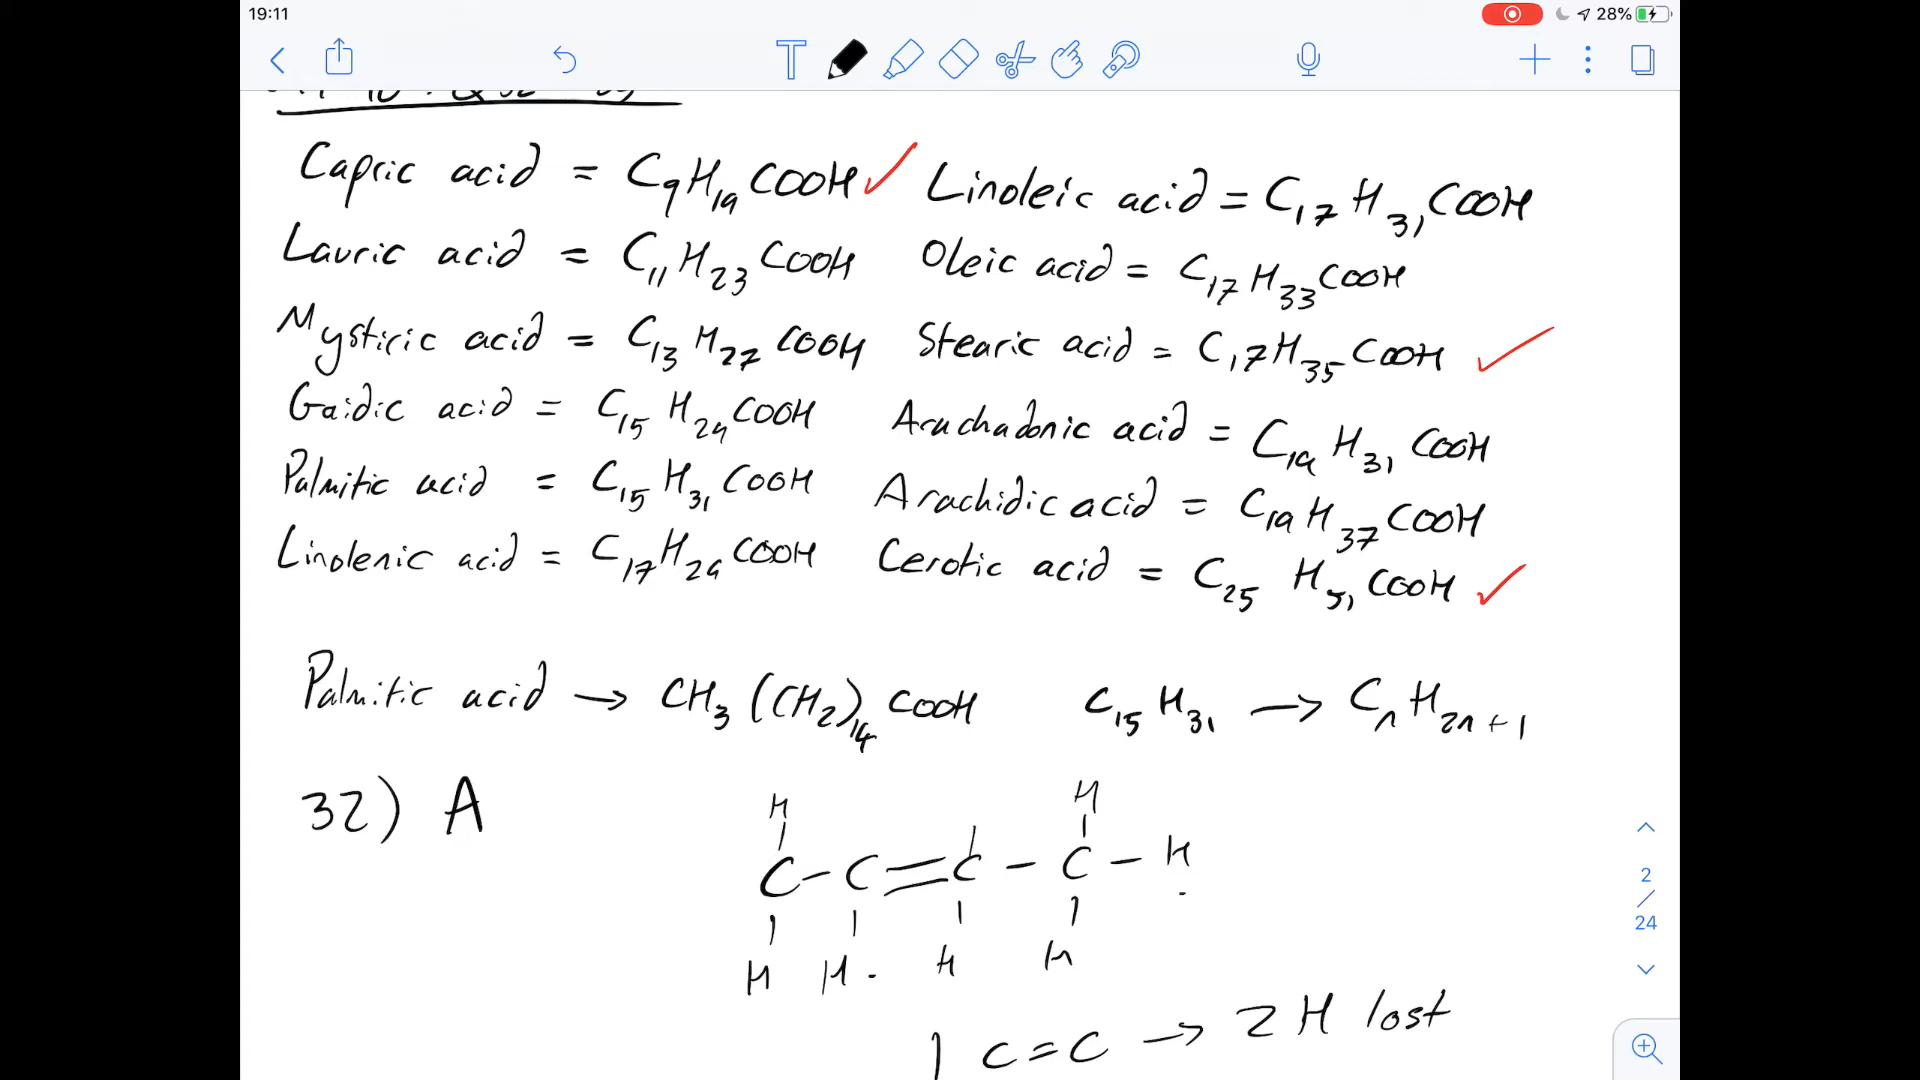 19:11
28%
Capric acid = C₉H₁₉COOH ✓
Linoleic acid = C₁₇H₃₁COOH
Lauric acid = C₁₁H₂₃COOH
Oleic acid = C₁₇H₃₃COOH
Mystiric acid = C₁₃H₂₇COOH
Stearic acid = C₁₇H₃₅COOH ✓
Gaidic acid = C₁₅H₂₉COOH
Arachadonic acid = C₁₉H₃₁COOH
Palmitic acid = C₁₅H₃₁COOH
Arachidic acid = C₁₉H₃₇COOH
Linolenic acid = C₁₇H₂₉COOH
Cerotic acid = C₂₅H₅₁COOH ✓
Palmitic acid → CH₃(CH₂)₁₄COOH
C₁₅H₃₁ → CₙH₂ₙ₊₁
32) A
H H
C - C = C - C - H
H H H H
1 C=C → 2H lost
2
/
24